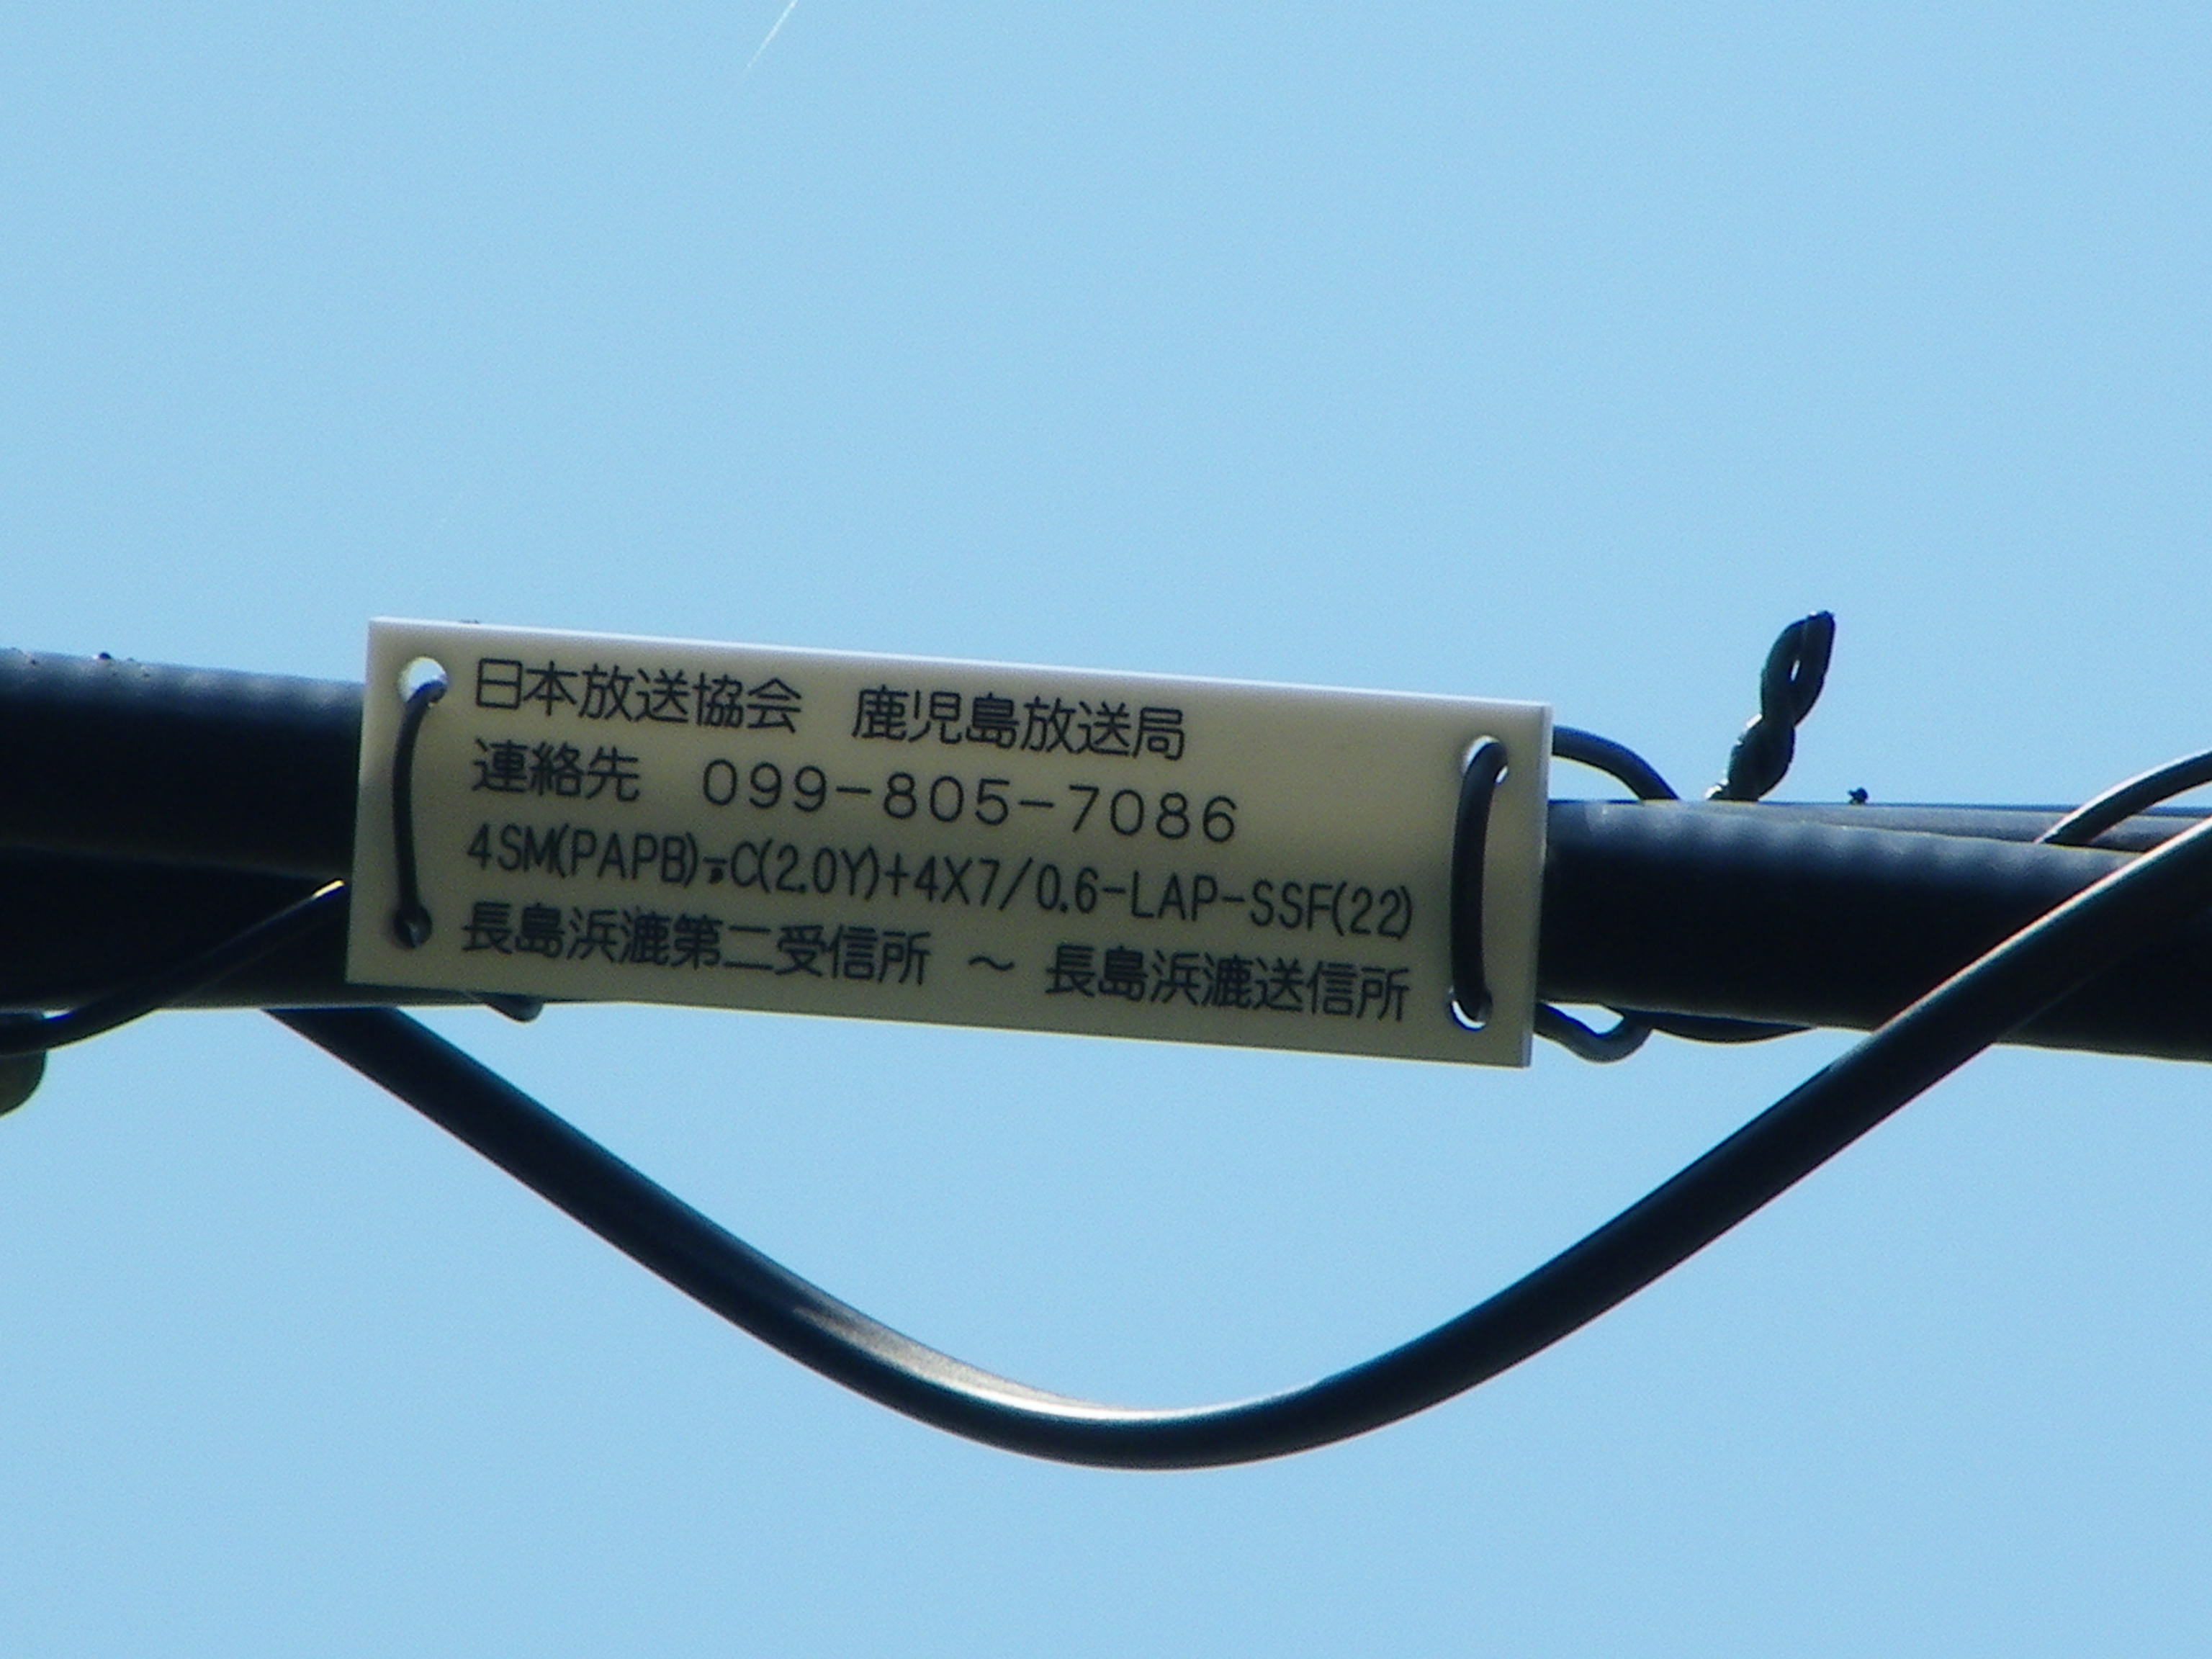 日本放送協会　鹿児島放送局
連絡先　099-805-7086
4SM(PAPB)-C(2.0Y)+4X7/0.6-LAP-SSF(22)
長島浜漉第二受信所　～　長島浜漉送信所